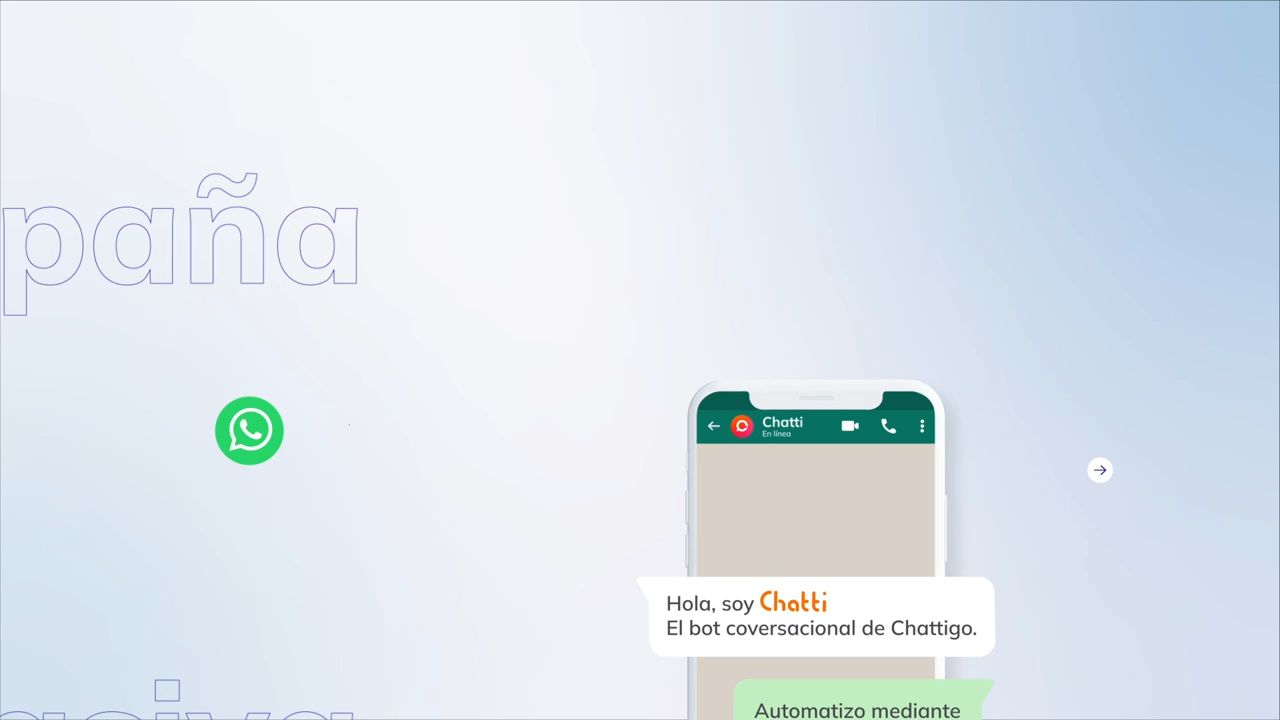 paña
Chatti
En línea
Hola, soy Chatti
El bot coversacional de Chattigo.
Automatizo mediante